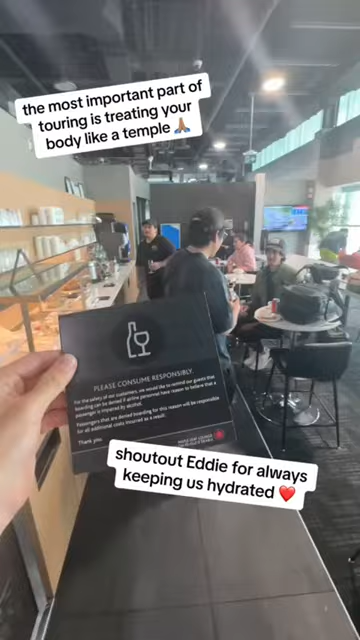 the most important part of
touring is treating your
body like a temple 🙏🏽
PLEASE CONSUME RESPONSIBLY.
For the safety of our customers, we would like to remind our guests that
boarding can be denied if airline personnel have reason to believe that a
passenger is impaired by alcohol.
Passengers that are denied boarding for this reason will be responsible
for all additional costs incurred as a result.
Thank you.
MAPLE LEAF LOUNGE
shoutout Eddie for always
keeping us hydrated ❤️